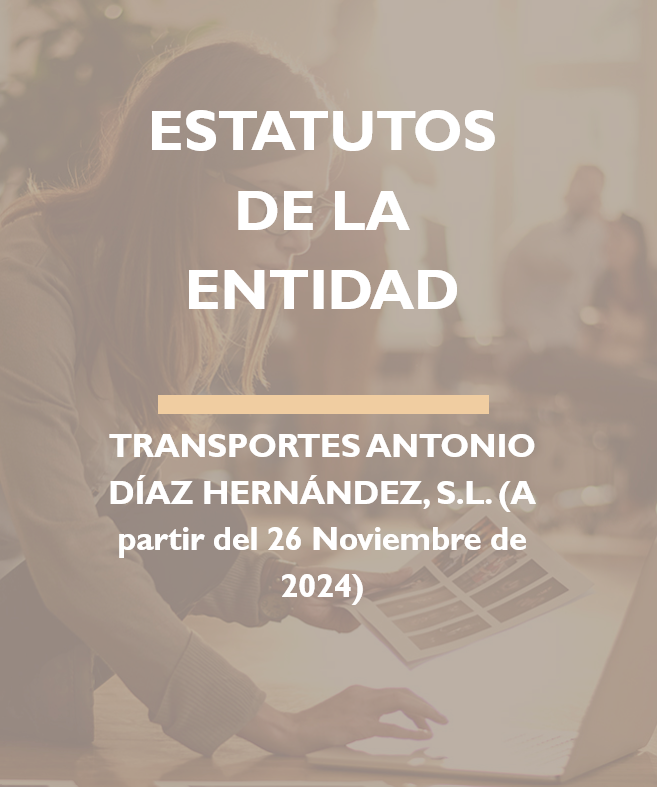 ESTATUTOS
DE LA
ENTIDAD
TRANSPORTES ANTONIO
DÍAZ HERNÁNDEZ, S.L. (A
partir del 26 Noviembre de
2024)